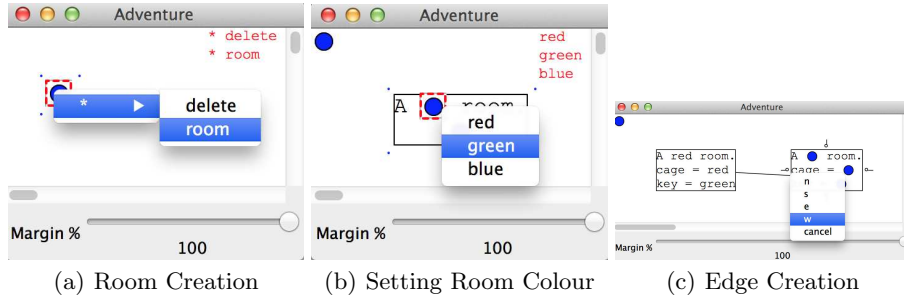 Adventure
* delete
* room
*
delete
room
Margin %
100
(a) Room Creation
Adventure
red
green
blue
A room
red
green
blue
Margin %
100
(b) Setting Room Colour
Adventure
A red room.
cage = red
key = green
A room.
cage =
n
s
e
w
cancel
Margin %
100
(c) Edge Creation